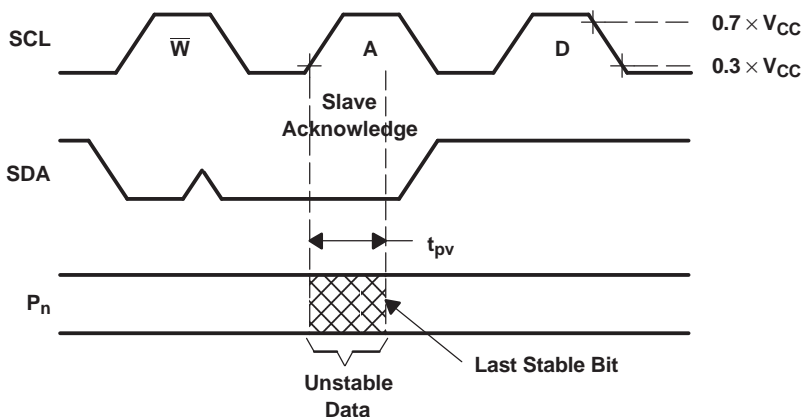 SCL
W̅
A
D
0.7 × VCC
0.3 × VCC
Slave
Acknowledge
SDA
tpv
Pn
Last Stable Bit
Unstable
Data